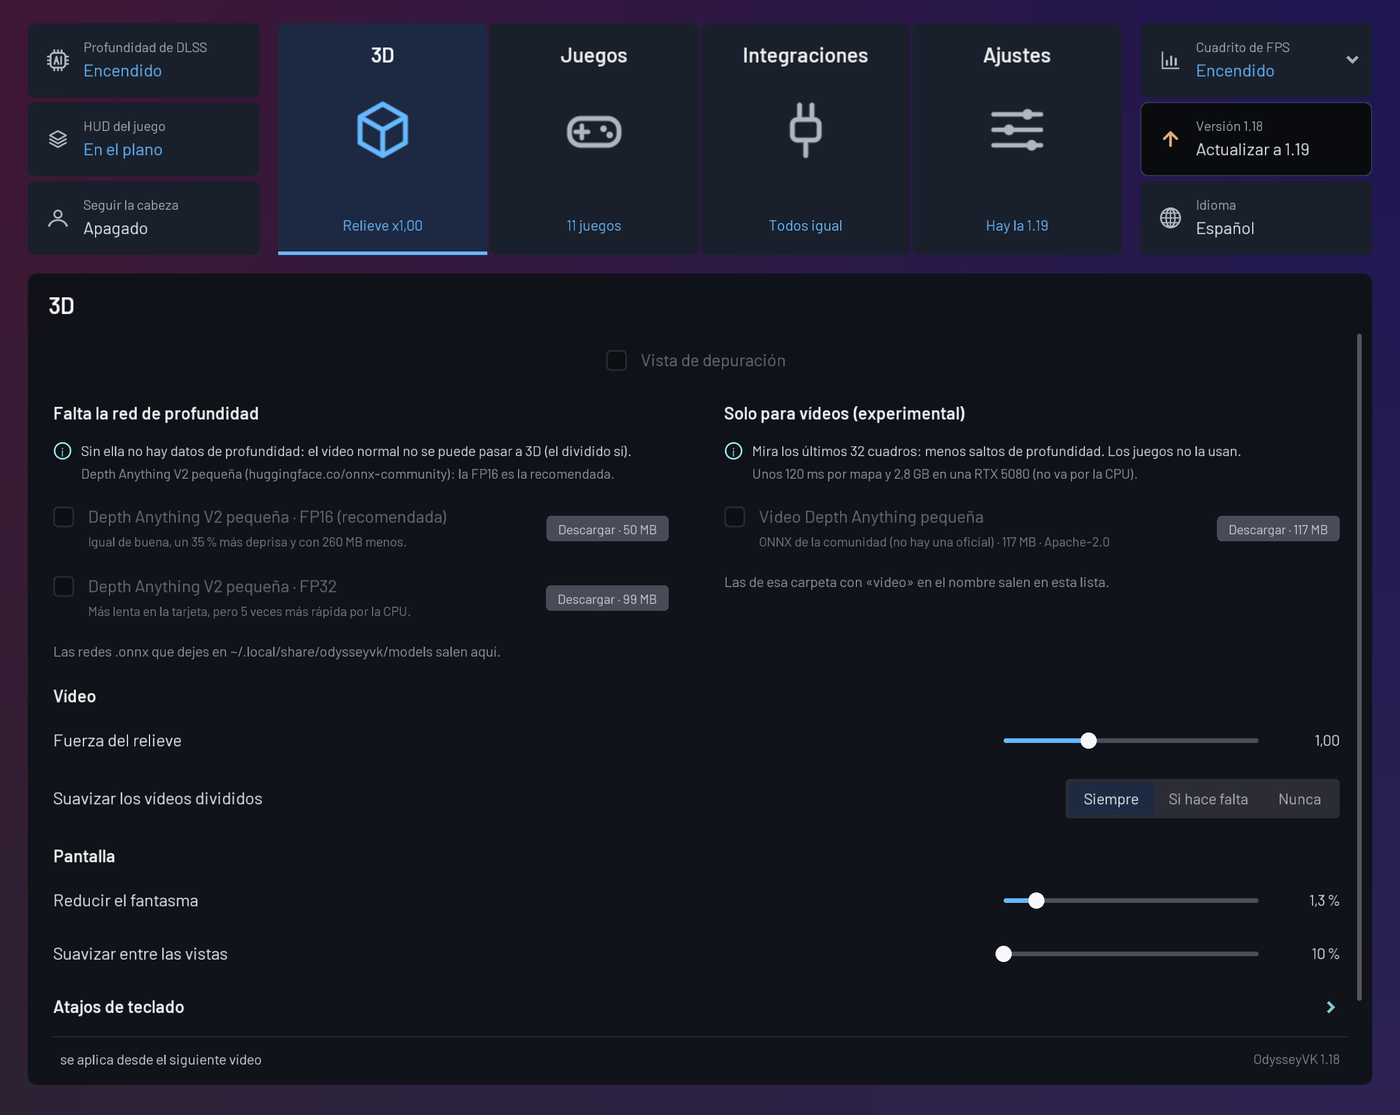 Profundidad de DLSS
Encendido
HUD del juego
En el plano
Seguir la cabeza
Apagado
3D
Relieve x1,00
Juegos
11 juegos
Integraciones
Todos igual
Ajustes
Hay la 1.19
Cuadrito de FPS
Encendido
Versión 1.18
Actualizar a 1.19
Idioma
Español
3D
Vista de depuración
Falta la red de profundidad
Sin ella no hay datos de profundidad: el vídeo normal no se puede pasar a 3D (el dividido sí).
Depth Anything V2 pequeña (huggingface.co/onnx-community): la FP16 es la recomendada.
Depth Anything V2 pequeña · FP16 (recomendada)
Igual de buena, un 35 % más deprisa y con 260 MB menos.
Descargar · 50 MB
Depth Anything V2 pequeña · FP32
Más lenta en la tarjeta, pero 5 veces más rápida por la CPU.
Descargar · 99 MB
Las redes .onnx que dejes en ~/.local/share/odysseyvk/models salen aquí.
Solo para vídeos (experimental)
Mira los últimos 32 cuadros: menos saltos de profundidad. Los juegos no la usan.
Unos 120 ms por mapa y 2,8 GB en una RTX 5080 (no va por la CPU).
Video Depth Anything pequeña
ONNX de la comunidad (no hay una oficial) · 117 MB · Apache-2.0
Descargar · 117 MB
Las de esa carpeta con «video» en el nombre salen en esta lista.
Vídeo
Fuerza del relieve
1,00
Suavizar los vídeos divididos
Siempre
Si hace falta
Nunca
Pantalla
Reducir el fantasma
1,3 %
Suavizar entre las vistas
10 %
Atajos de teclado
se aplica desde el siguiente vídeo
OdysseyVK 1.18